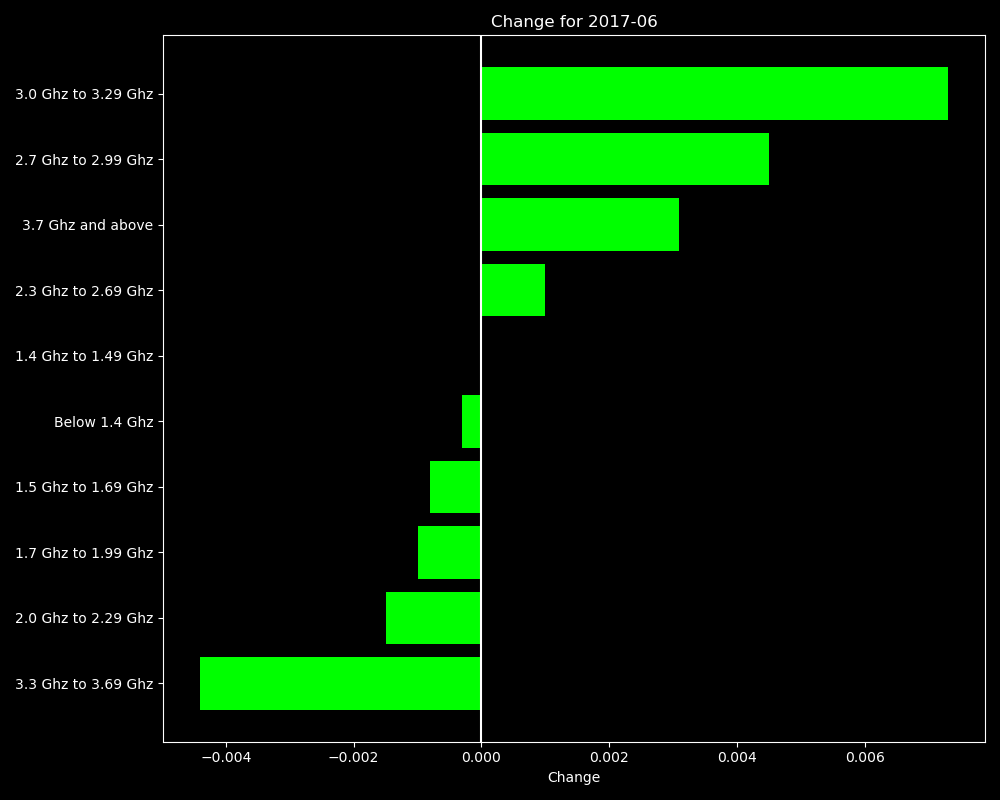 Change for 2017-06
3.0 Ghz to 3.29 Ghz
2.7 Ghz to 2.99 Ghz
3.7 Ghz and above
2.3 Ghz to 2.69 Ghz
1.4 Ghz to 1.49 Ghz
Below 1.4 Ghz
1.5 Ghz to 1.69 Ghz
1.7 Ghz to 1.99 Ghz
2.0 Ghz to 2.29 Ghz
3.3 Ghz to 3.69 Ghz
−0.004 −0.002 0.000 0.002 0.004 0.006
Change